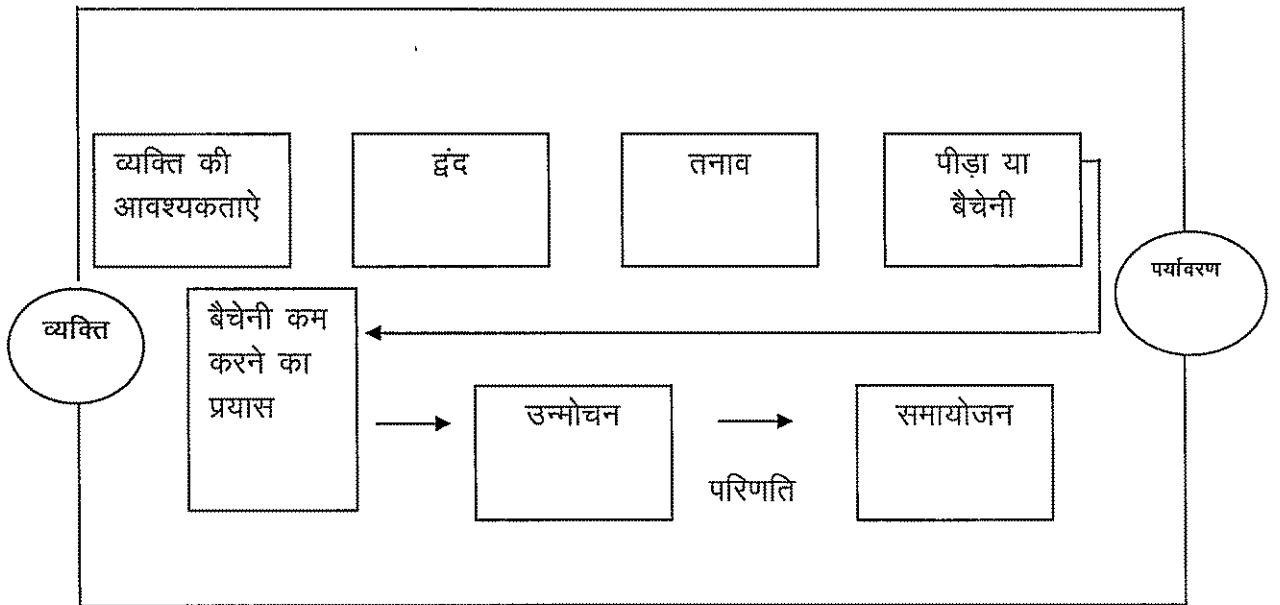 व्यक्ति की
आवश्यकताऐ
द्वंद
तनाव
पीड़ा या
बैचेनी
पर्यावरण
व्यक्ति
बैचेनी कम
करने का
प्रयास
उन्मोचन
परिणति
समायोजन